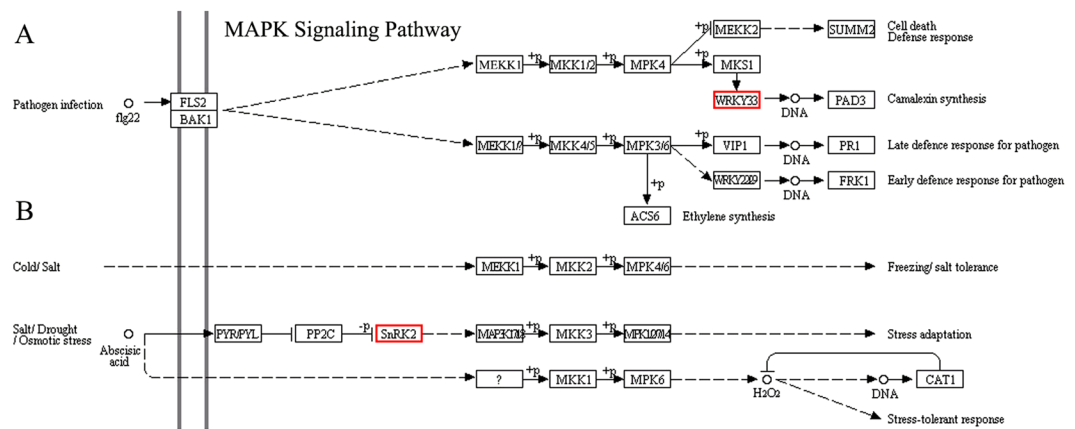 A
MAPK Signaling Pathway
+p MEKK2 SUMM2 Cell death
Defense response
MEKK1 +p MKK1/2 +p MPK4 +p MKS1
Pathogen infection flg22 FLS2
BAK1
WRKY33 DNA PAD3 Camalexin synthesis
+p MKK4/5 +p MPK3/6 +p VIP1 DNA PR1 Late defence response for pathogen
DNA FRK1 Early defence response for pathogen
+p
ACS6 Ethylene synthesis
B
Cold/ Salt MEKK1 +p MKK2 +p MPK4/6 Freezing/ salt tolerance
Salt/ Drought
/ Osmotic stress
Abscisic
acid
PYR/PYL PP2C -p SnRK2 +p MKK3 +p Stress adaptation
? +p MKK1 +p MPK6 H2O2 DNA CAT1
Stress-tolerant response